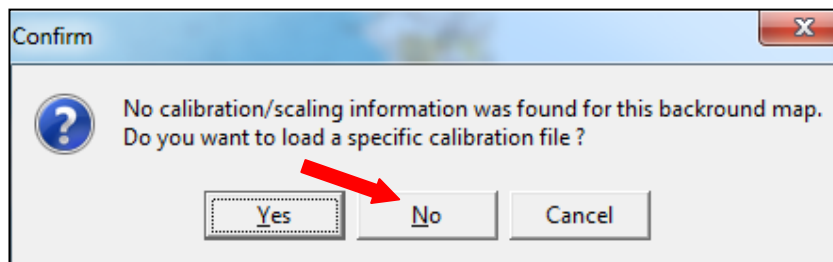 Confirm
No calibration/scaling information was found for this backround map.
Do you want to load a specific calibration file ?
Yes No Cancel